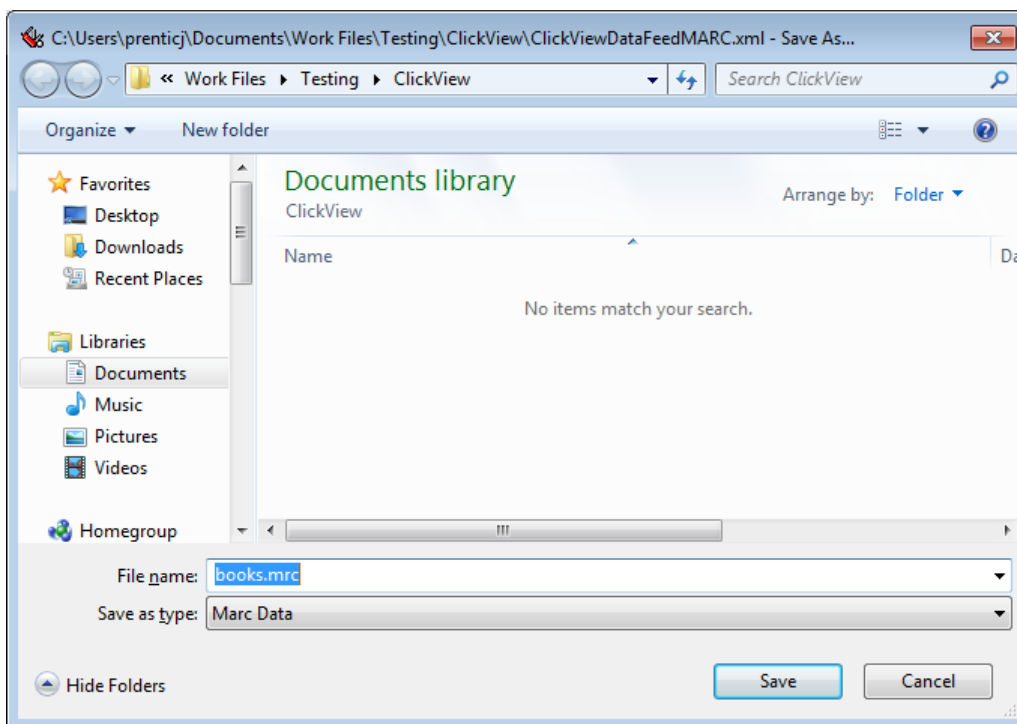 C:\Users\prenticj\Documents\Work Files\Testing\ClickView\ClickViewDataFeedMARC.xml - Save As...
« Work Files Testing ClickView
Search ClickView
Organize New folder
Favorites
Desktop
Downloads
Recent Places
Libraries
Documents
Music
Pictures
Videos
Homegroup
Documents library
ClickView
Arrange by: Folder
Name Da
No items match your search.
File name: books.mrc
Save as type: Marc Data
Hide Folders
Save Cancel